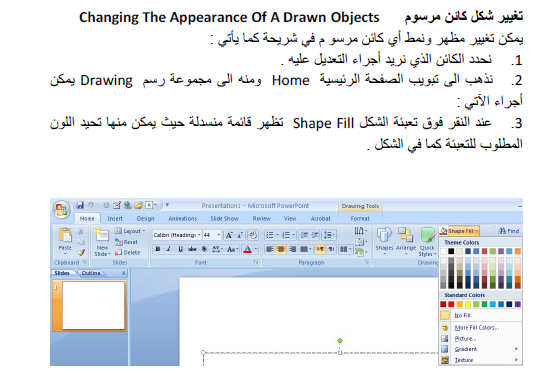 تغيير شكل كائن مرسوم Changing The Appearance Of A Drawn Objects
يمكن تغيير مظهر ونمط أي كائن مرسو م في شريحة كما يأتي :
1. نحدد الكائن الذي نريد أجراء التعديل عليه .
2. نذهب الى تبويب الصفحة الرئيسية Home ومنه الى مجموعة رسم Drawing يمكن
أجراء الآتي :
3. عند النقر فوق تعبئة الشكل Shape Fill تظهر قائمة منسدلة حيث يمكن منها تحيد اللون
المطلوب للتعبئة كما في الشكل .
Presentation1 - Microsoft PowerPoint Drawing Tools
Home Insert Design Animations Slide Show Review View Acrobat Format
Layout Calibri (Headings) 44 Shape Fill Find
Reset
Paste New Slide Delete Shapes Arrange Quick Styles
Clipboard Slides Font Paragraph Drawing
Theme Colors
Slides Outline
Standard Colors
No Fill
More Fill Colors...
Picture...
Gradient
Texture